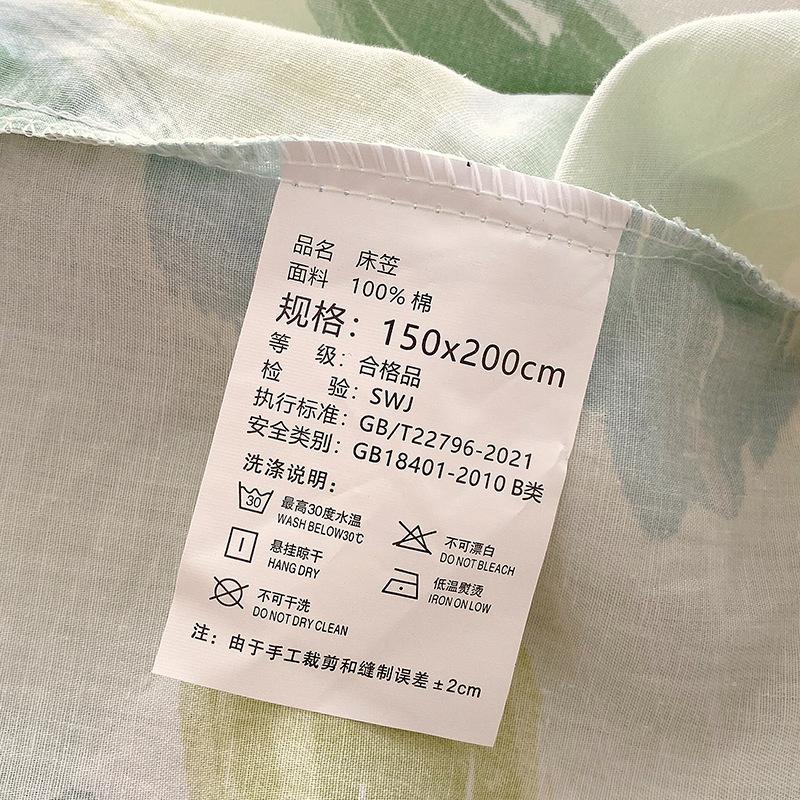 品名 床笠
面料 100% 棉
规格：150x200cm
等 级：合格品
检 验：SWJ
执行标准：GB/T22796-2021
安全类别：GB18401-2010 B类
洗涤说明：
30 最高30度水温
WASH BELOW30℃
不可漂白
DO NOT BLEACH
悬挂晾干
HANG DRY
低温熨烫
IRON ON LOW
不可干洗
DO NOT DRY CLEAN
注：由于手工裁剪和缝制误差±2cm